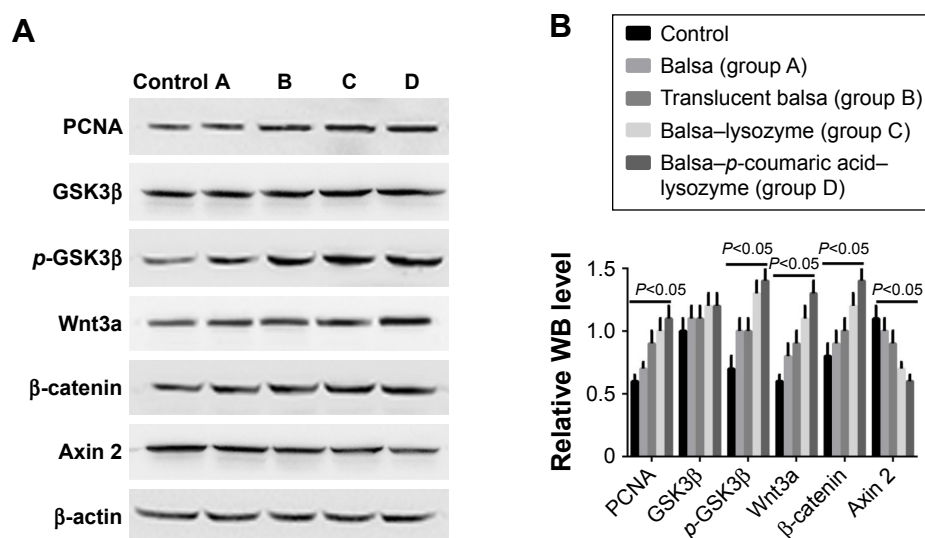 A
Control A B C D
PCNA
GSK3β
p-GSK3β
Wnt3a
β-catenin
Axin 2
β-actin
B
Control
Balsa (group A)
Translucent balsa (group B)
Balsa–lysozyme (group C)
Balsa–p-coumaric acid–
lysozyme (group D)
Relative WB level
1.5
1.0
0.5
0
P<0.05
P<0.05
P<0.05
P<0.05
P<0.05
PCNA
GSK3β
p-GSK3β
Wnt3a
β-catenin
Axin 2